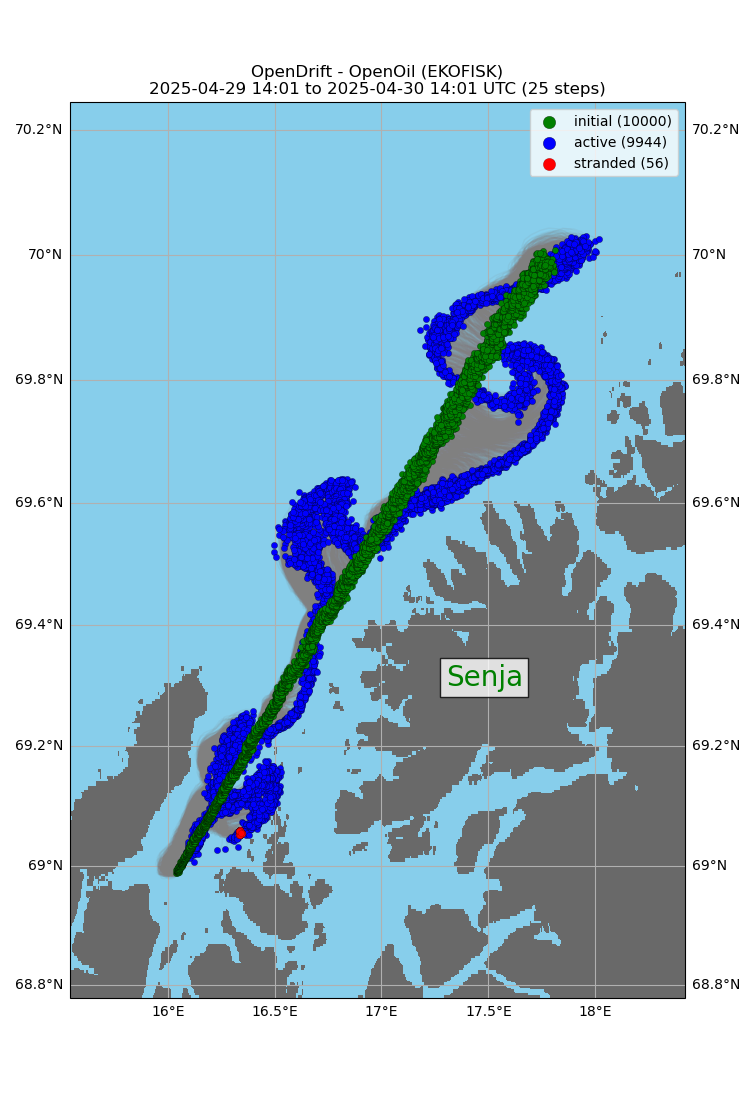 OpenDrift - OpenOil (EKOFISK)
2025-04-29 14:01 to 2025-04-30 14:01 UTC (25 steps)
initial (10000)
active (9944)
stranded (56)
70.2°N 70.2°N
70°N 70°N
69.8°N 69.8°N
69.6°N 69.6°N
69.4°N 69.4°N
Senja
69.2°N 69.2°N
69°N 69°N
68.8°N 68.8°N
16°E 16.5°E 17°E 17.5°E 18°E